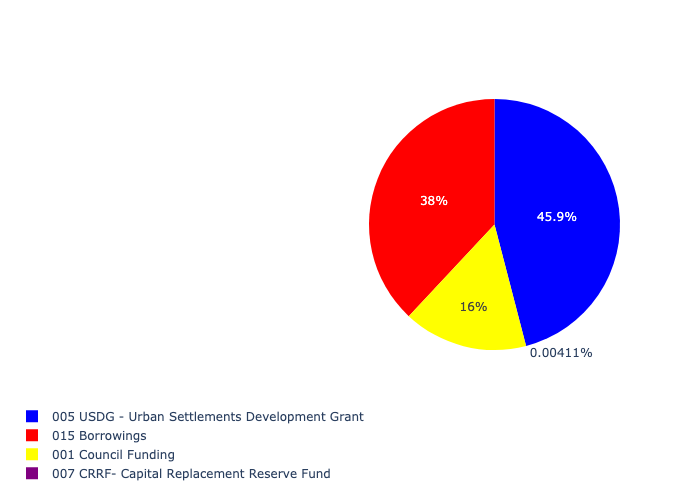 38%
45.9%
16%
0.00411%
005 USDG - Urban Settlements Development Grant
015 Borrowings
001 Council Funding
007 CRRF- Capital Replacement Reserve Fund